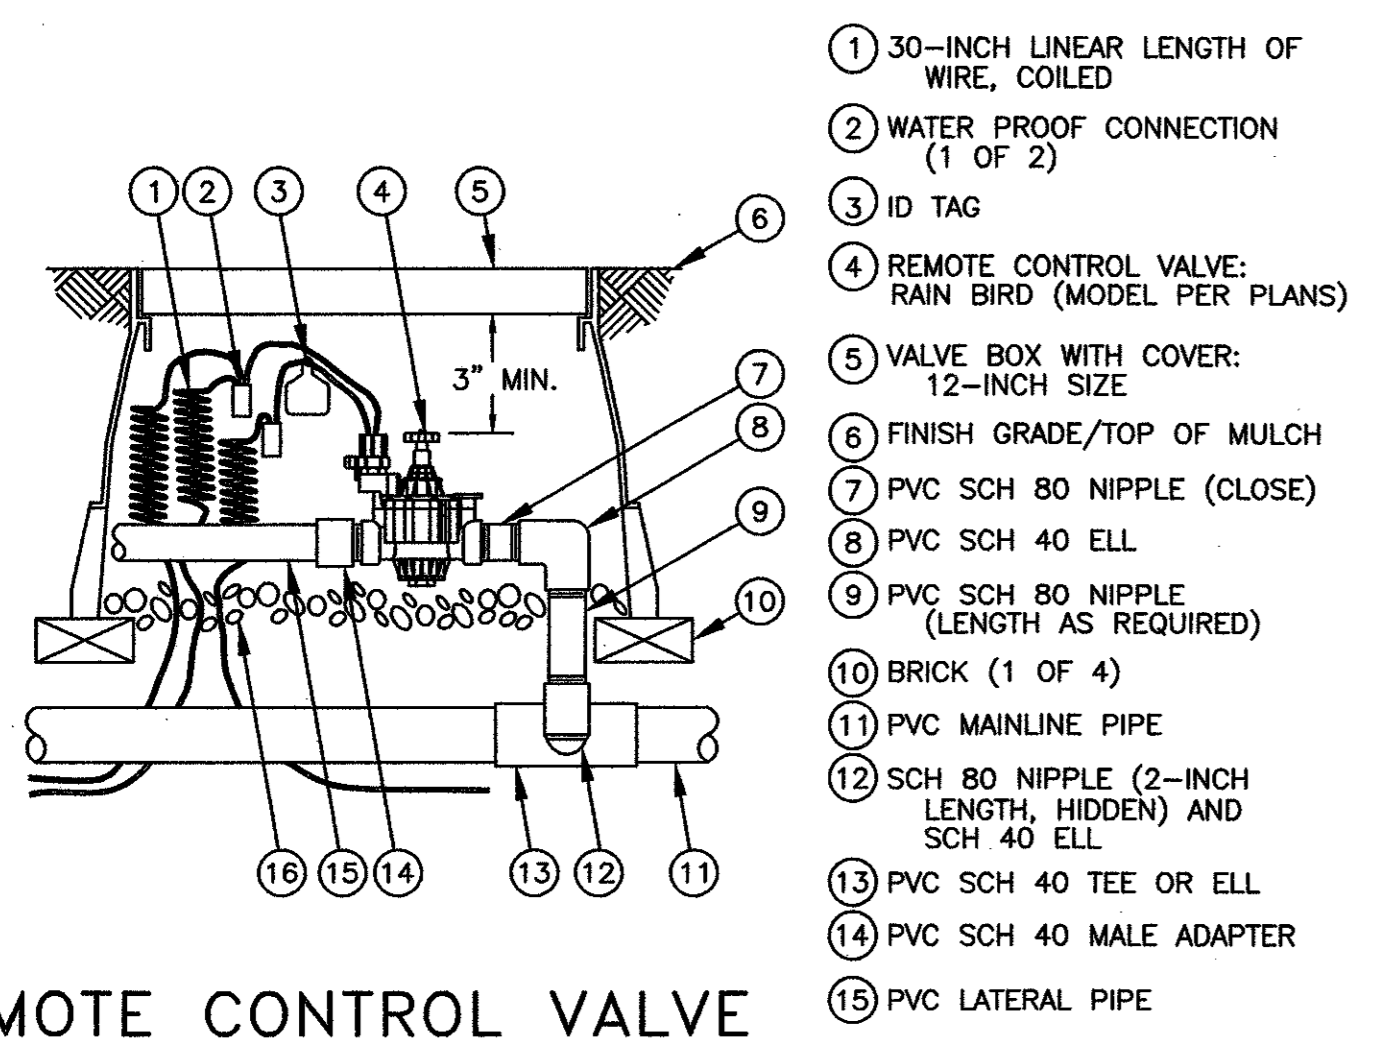 1 2 3 4 5 6
3" MIN.
7
8
9
10
16 15 14 13 12 11
MOTE CONTROL VALVE
1 30-INCH LINEAR LENGTH OF
WIRE, COILED
2 WATER PROOF CONNECTION
(1 OF 2)
3 ID TAG
4 REMOTE CONTROL VALVE:
RAIN BIRD (MODEL PER PLANS)
5 VALVE BOX WITH COVER:
12-INCH SIZE
6 FINISH GRADE/TOP OF MULCH
7 PVC SCH 80 NIPPLE (CLOSE)
8 PVC SCH 40 ELL
9 PVC SCH 80 NIPPLE
(LENGTH AS REQUIRED)
10 BRICK (1 OF 4)
11 PVC MAINLINE PIPE
12 SCH 80 NIPPLE (2-INCH
LENGTH, HIDDEN) AND
SCH 40 ELL
13 PVC SCH 40 TEE OR ELL
14 PVC SCH 40 MALE ADAPTER
15 PVC LATERAL PIPE